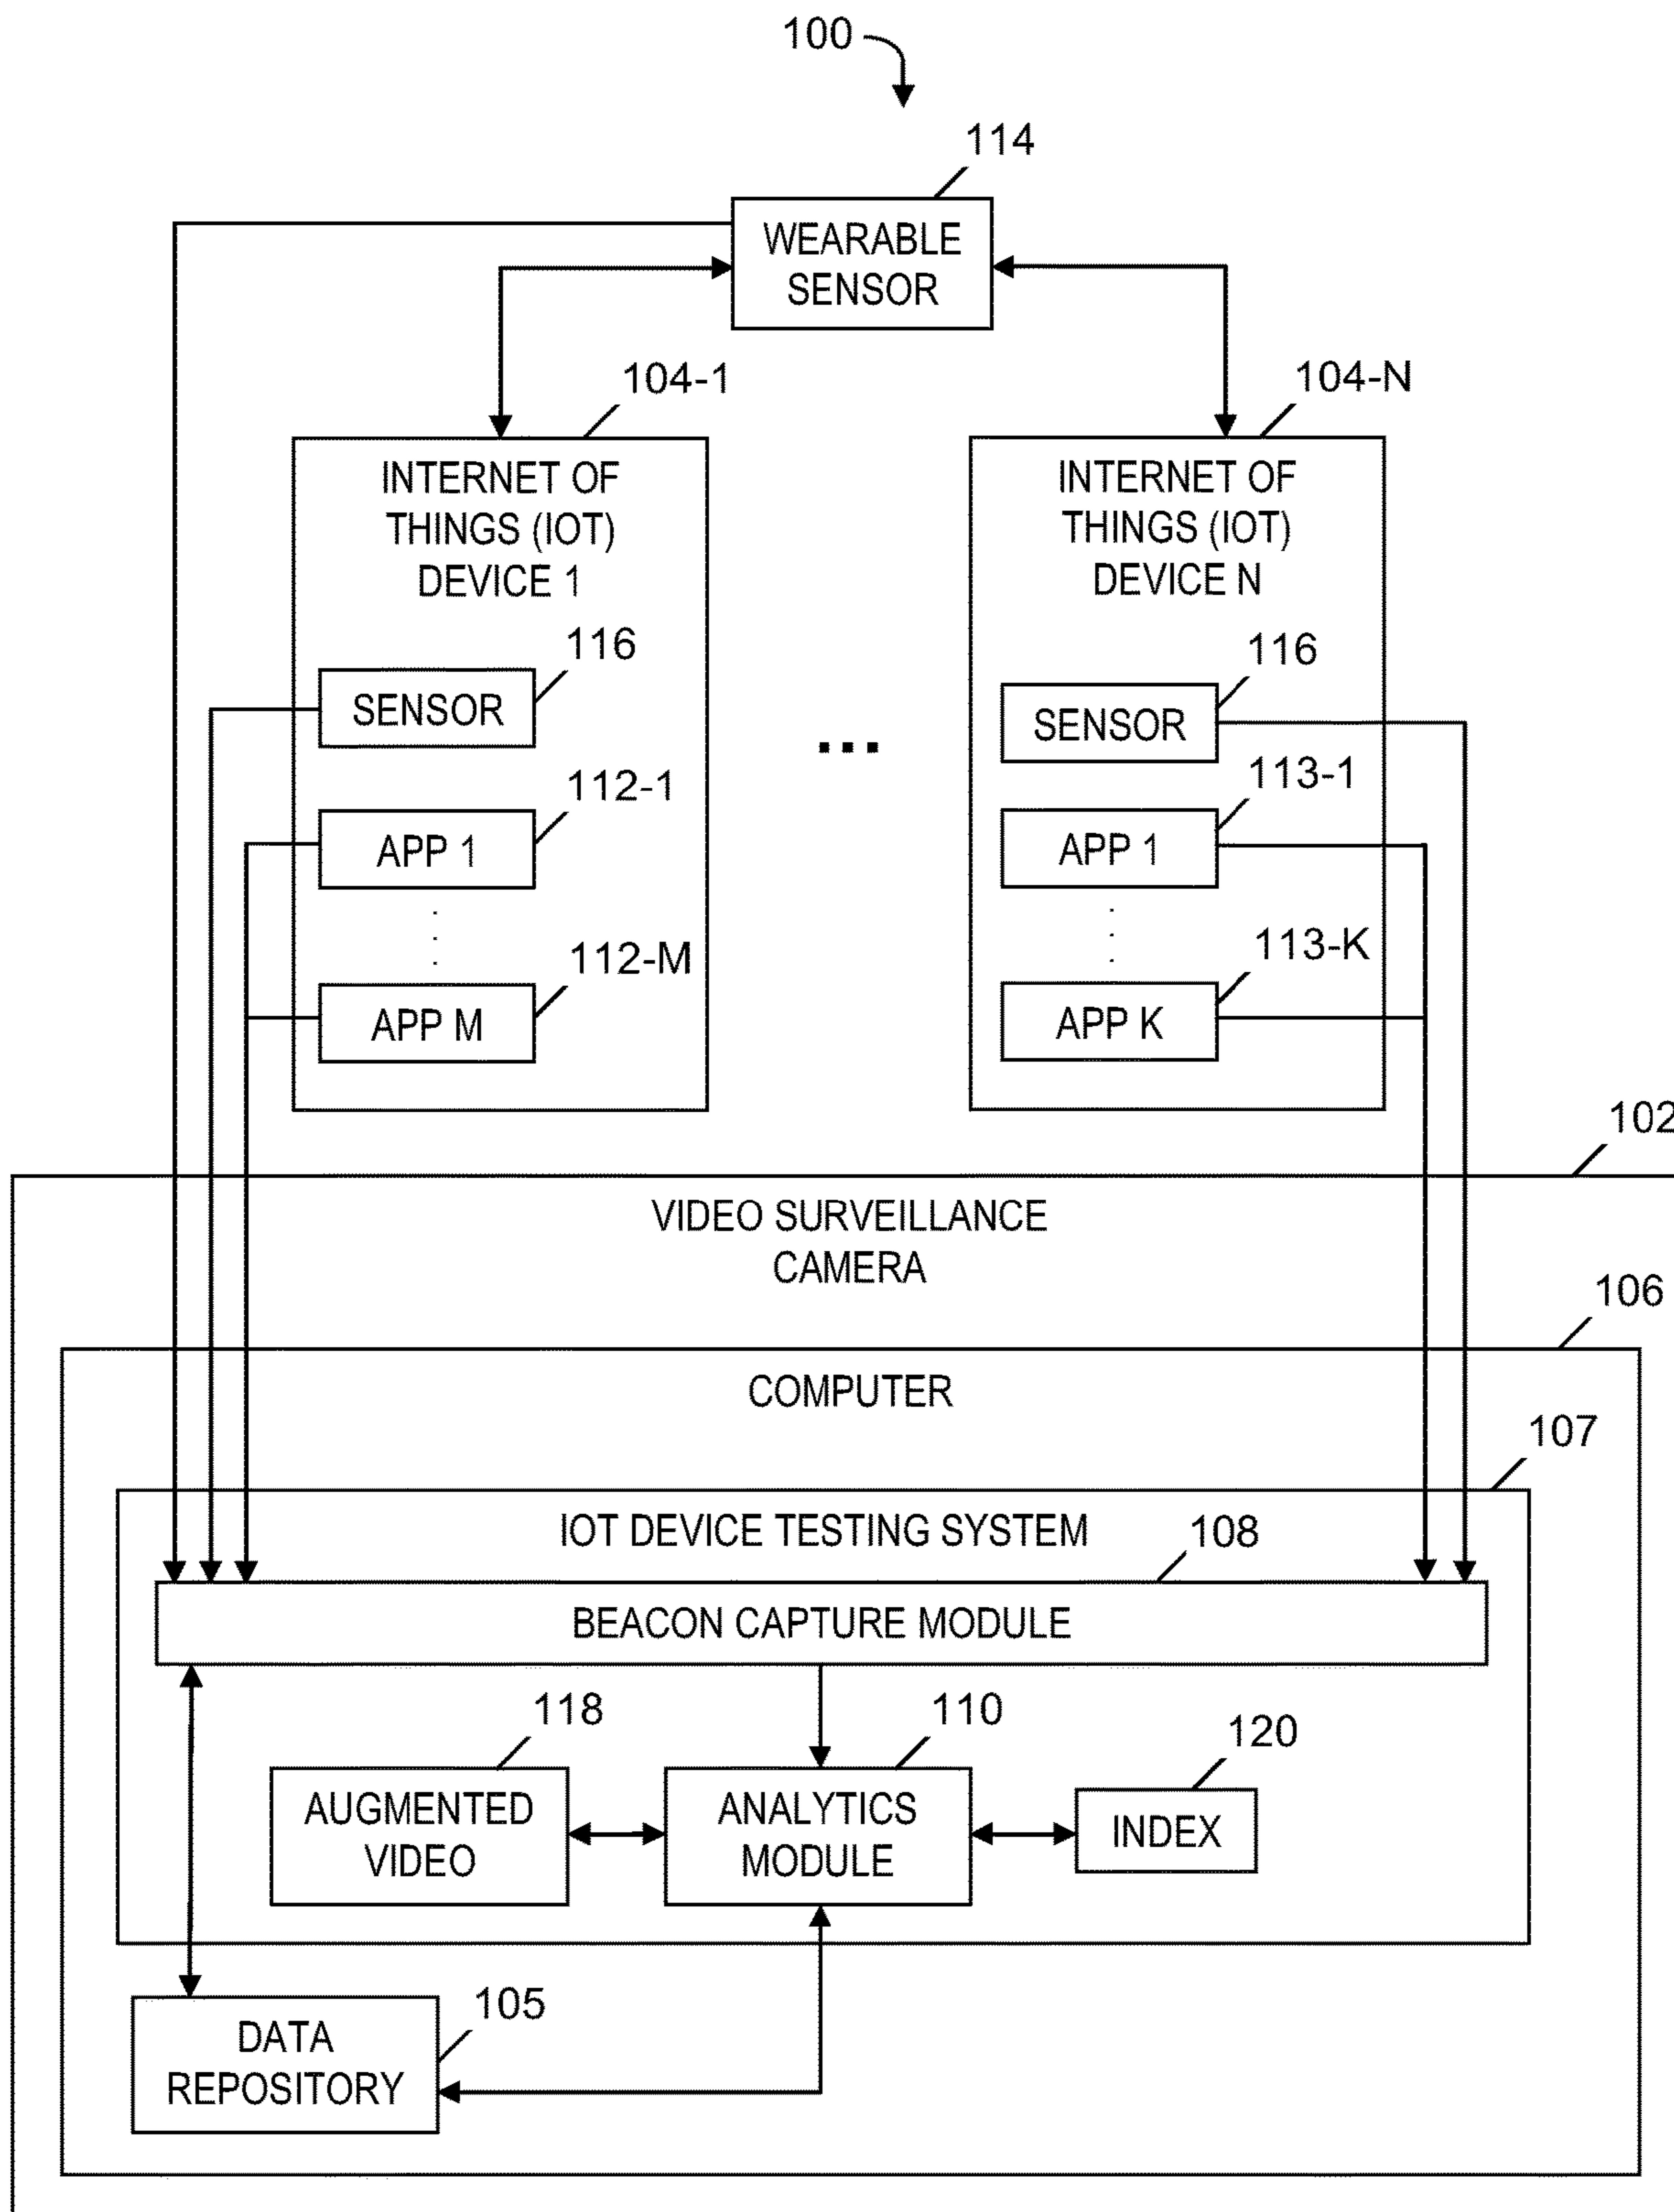 100
114
WEARABLE
SENSOR
104-1
104-N
INTERNET OF
THINGS (IOT)
DEVICE 1
INTERNET OF
THINGS (IOT)
DEVICE N
116
SENSOR
116
SENSOR
...
112-1
APP 1
113-1
APP 1
112-M
APP M
113-K
APP K
102
VIDEO SURVEILLANCE
CAMERA
106
COMPUTER
107
IOT DEVICE TESTING SYSTEM
108
BEACON CAPTURE MODULE
118
AUGMENTED
VIDEO
110
ANALYTICS
MODULE
120
INDEX
105
DATA
REPOSITORY